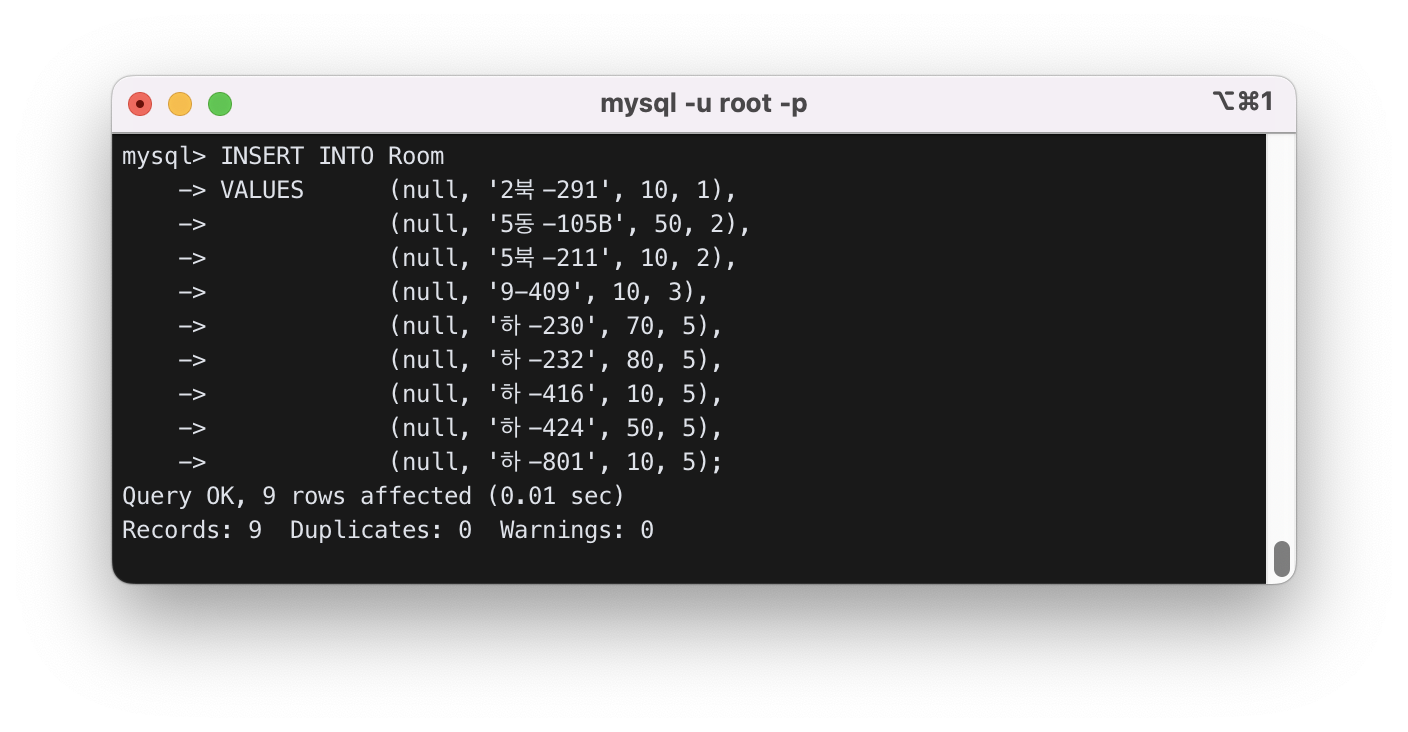 mysql -u root -p
⌥⌘1
mysql> INSERT INTO Room
    -> VALUES      (null, '2북-291', 10, 1),
    ->             (null, '5동-105B', 50, 2),
    ->             (null, '5북-211', 10, 2),
    ->             (null, '9-409', 10, 3),
    ->             (null, '하-230', 70, 5),
    ->             (null, '하-232', 80, 5),
    ->             (null, '하-416', 10, 5),
    ->             (null, '하-424', 50, 5),
    ->             (null, '하-801', 10, 5);
Query OK, 9 rows affected (0.01 sec)
Records: 9  Duplicates: 0  Warnings: 0